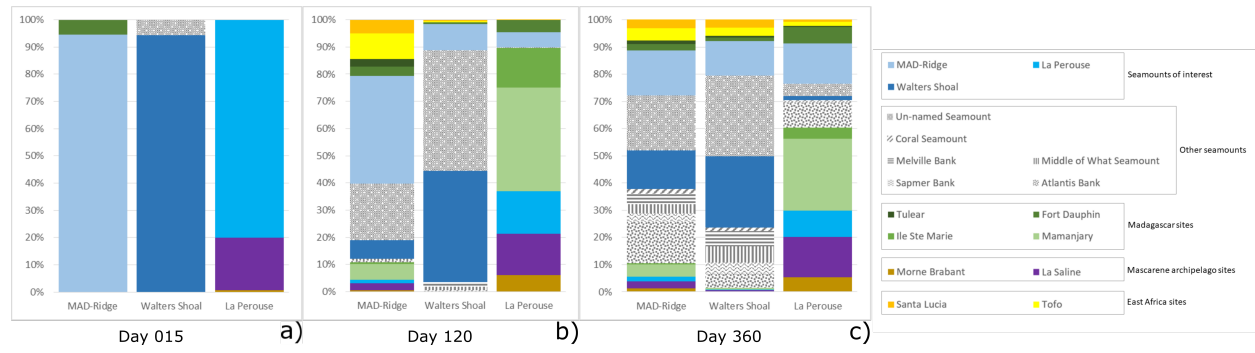 100%
90%
80%
70%
60%
50%
40%
30%
20%
10%
0%
MAD-Ridge Walters Shoal La Perouse
Day 015 a)
100%
90%
80%
70%
60%
50%
40%
30%
20%
10%
0%
MAD-Ridge Walters Shoal La Perouse
Day 120 b)
100%
90%
80%
70%
60%
50%
40%
30%
20%
10%
0%
MAD-Ridge Walters Shoal La Perouse
Day 360 c)
MAD-Ridge La Perouse
Walters Shoal
Seamounts of interest
Un-named Seamount
Coral Seamount
Melville Bank Middle of What Seamount
Sapmer Bank Atlantis Bank
Other seamounts
Tulear Fort Dauphin
Ile Ste Marie Mamanjary
Madagascar sites
Morne Brabant La Saline
Mascarene archipelago sites
Santa Lucia Tofo
East Africa sites